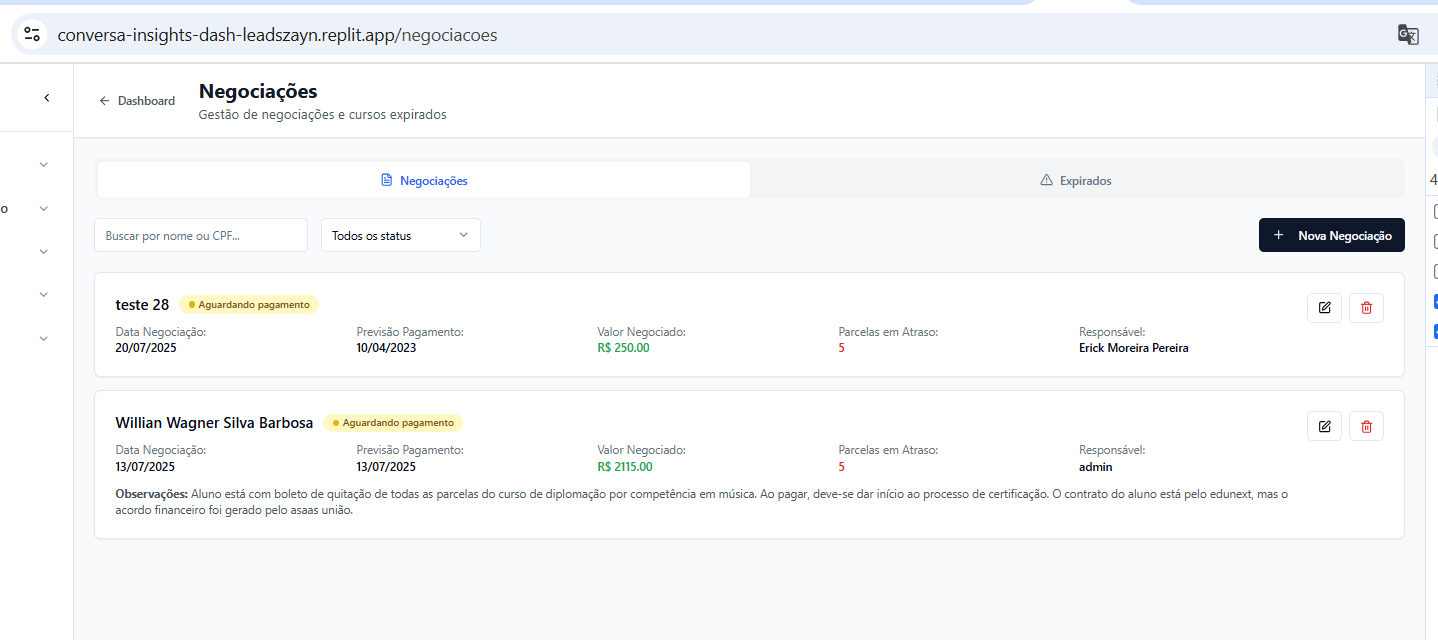 conversa-insights-dash-leadszayn.replit.app/negociacoes
Dashboard
Negociações
Gestão de negociações e cursos expirados
Negociações
Expirados
o
4
Buscar por nome ou CPF...
Todos os status
+ Nova Negociação
teste 28 Aguardando pagamento
Data Negociação: Previsão Pagamento: Valor Negociado: Parcelas em Atraso: Responsável:
20/07/2025 10/04/2023 R$ 250.00 5 Erick Moreira Pereira
Willian Wagner Silva Barbosa Aguardando pagamento
Data Negociação: Previsão Pagamento: Valor Negociado: Parcelas em Atraso: Responsável:
13/07/2025 13/07/2025 R$ 2115.00 5 admin
Observações: Aluno está com boleto de quitação de todas as parcelas do curso de diplomação por competência em música. Ao pagar, deve-se dar início ao processo de certificação. O contrato do aluno está pelo edunext, mas o
acordo financeiro foi gerado pelo asaas união.